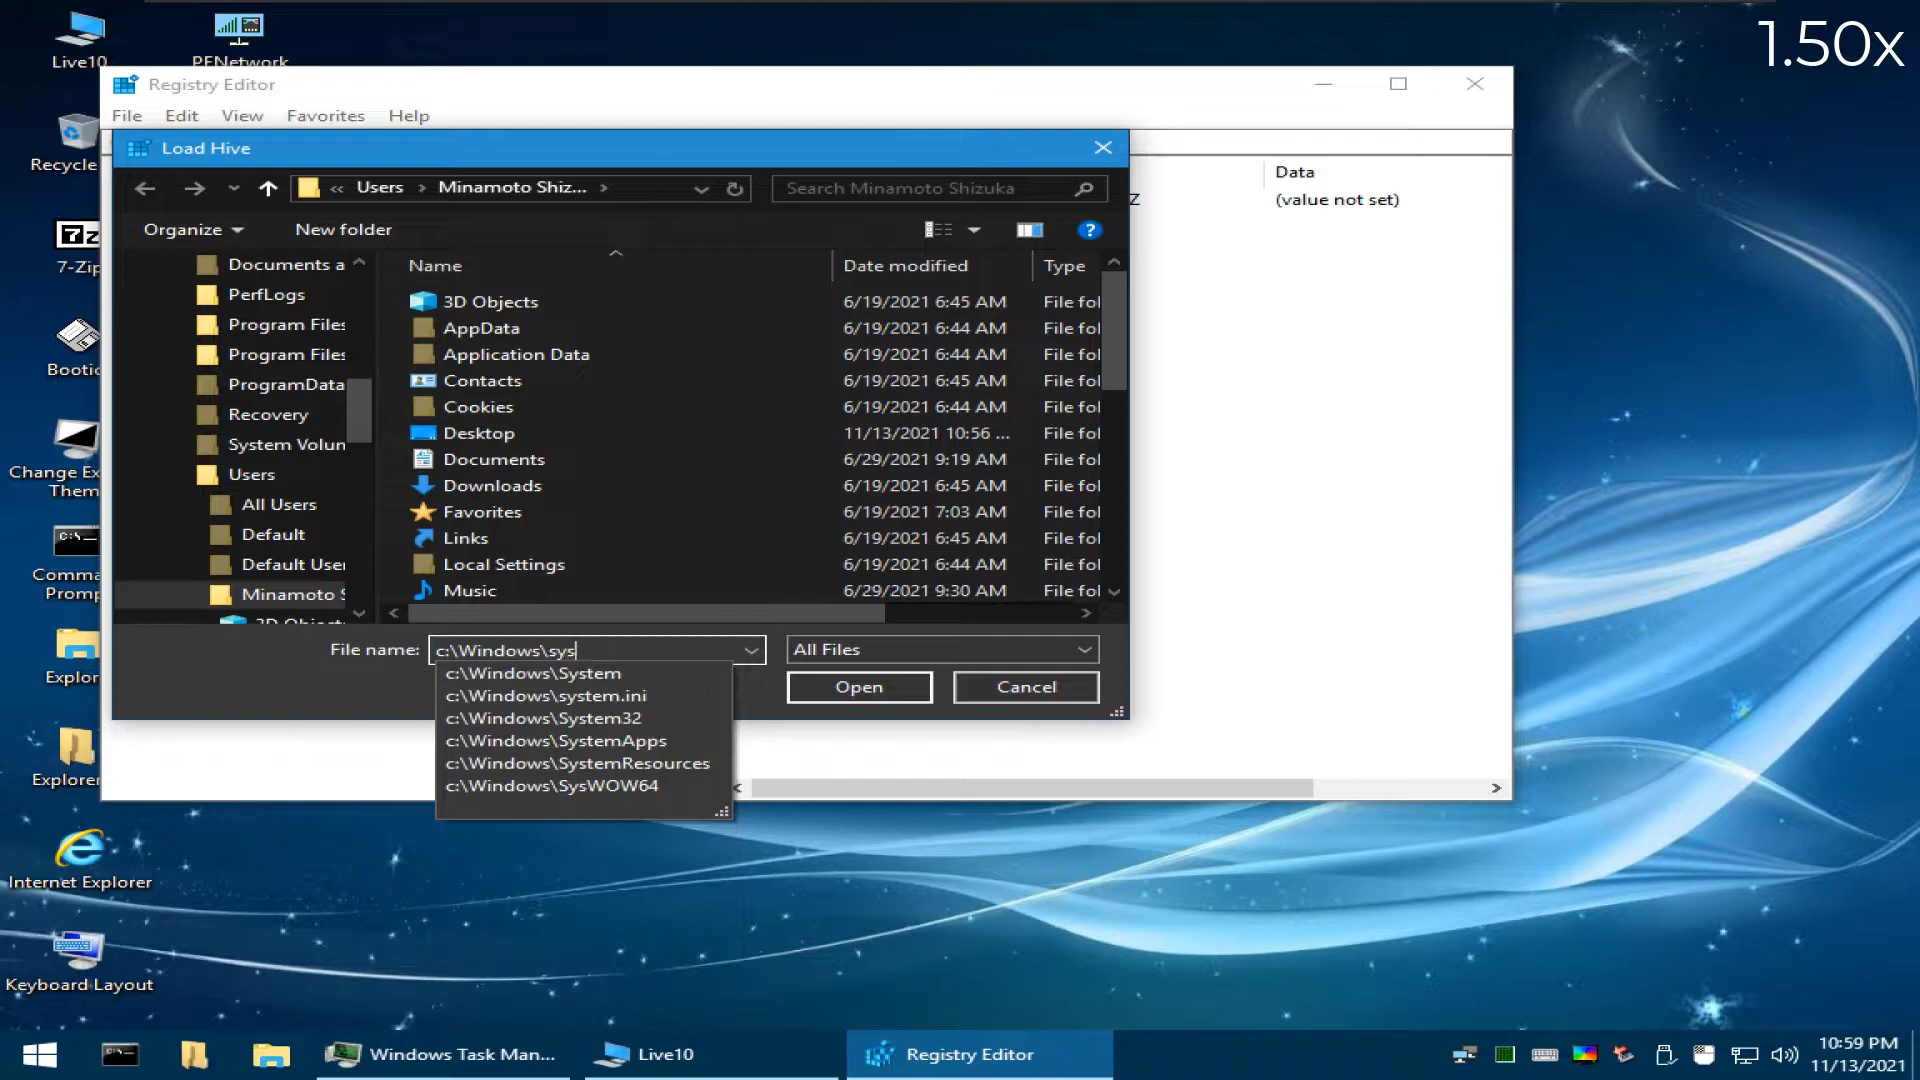 1.50x
Live10
PENetwork
Recycle
7-Zip
Bootic
Change Ex
Theme
Comma
Promp
Explor
Explorer
Internet Explorer
Keyboard Layout
Registry Editor
File Edit View Favorites Help
Data
Z
(value not set)
Load Hive
« Users › Minamoto Shiz... ›
Search Minamoto Shizuka
Organize
New folder
?
Documents a
PerfLogs
Program Files
Program Files
ProgramData
Recovery
System Volun
Users
All Users
Default
Default User
Minamoto S
3D Objects
Name Date modified Type
3D Objects 6/19/2021 6:45 AM File fol
AppData 6/19/2021 6:44 AM File fol
Application Data 6/19/2021 6:44 AM File fol
Contacts 6/19/2021 6:45 AM File fol
Cookies 6/19/2021 6:44 AM File fol
Desktop 11/13/2021 10:56 ... File fol
Documents 6/29/2021 9:19 AM File fol
Downloads 6/19/2021 6:45 AM File fol
Favorites 6/19/2021 7:03 AM File fol
Links 6/19/2021 6:45 AM File fol
Local Settings 6/19/2021 6:44 AM File fol
Music 6/29/2021 9:30 AM File fol
File name: c:\Windows\sys
All Files
c:\Windows\System
c:\Windows\system.ini
c:\Windows\System32
c:\Windows\SystemApps
c:\Windows\SystemResources
c:\Windows\SysWOW64
Open
Cancel
Windows Task Man...
Live10
Registry Editor
10:59 PM
11/13/2021